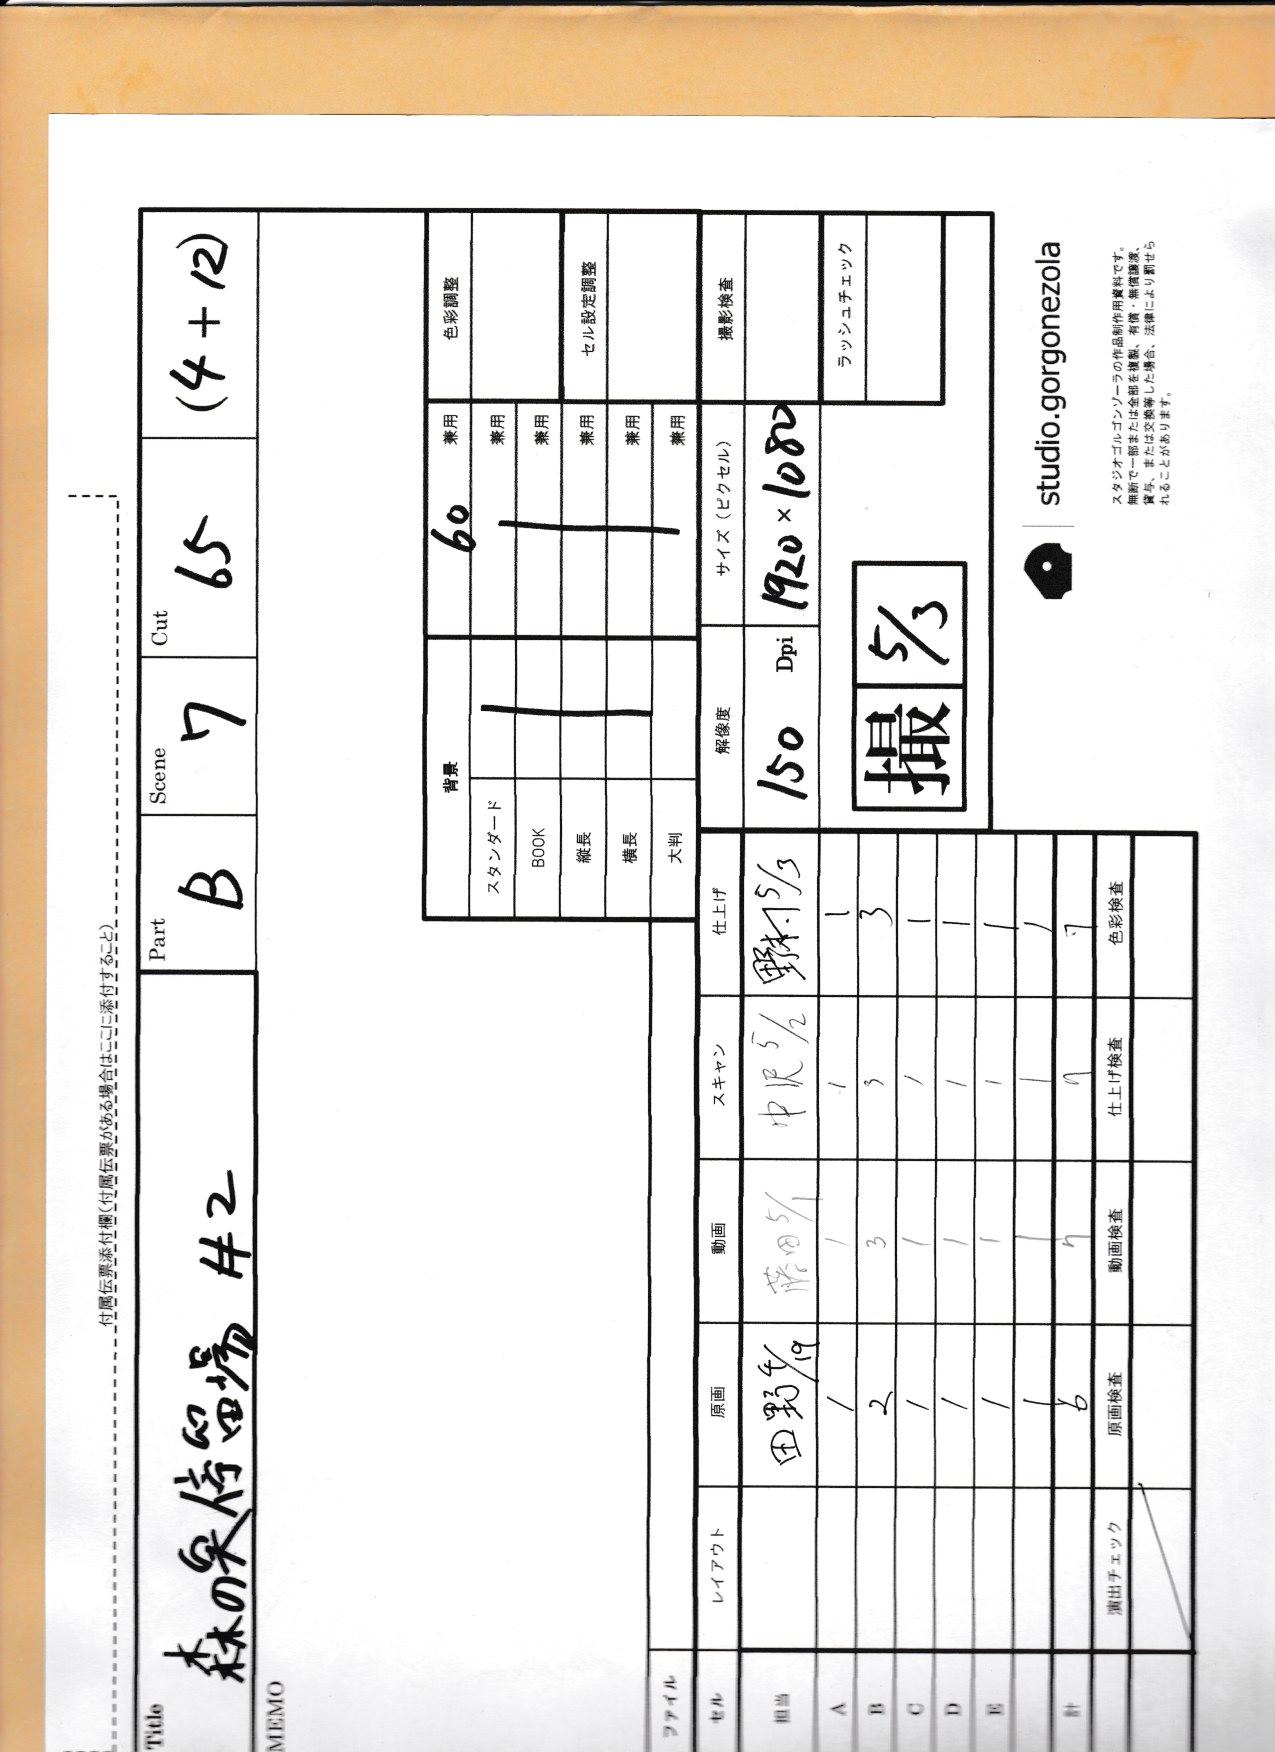 付属伝票添付欄(付属伝票がある場合はここに添付すること)
Title
森の 停留場 #2
Part
B
Scene
7
Cut
65
(4+12)
MEMO
背景
60 兼用
色彩調整
スタンダード
兼用
BOOK
兼用
縦長
兼用
セル設定調整
横長
兼用
大判
兼用
ファイル
セル
レイアウト
原画
動画
スキャン
仕上げ
解像度
サイズ(ピクセル)
撮影検査
担当
田野 4/19
藤田 5/1
中沢 5/2
野村 5/3
150 Dpi
1920×1080
A
1
1
1
1
ラッシュチェック
B
2
3
3
3
撮 5/3
C
1
1
1
1
D
1
1
1
1
E
1
1
1
1
計
6
7
7
7
演出チェック
原画検査
動画検査
仕上げ検査
色彩検査
studio.gorgonezola
スタジオゴルゴンゾーラの作品制作用資料です。
無断で一部または全部を複製、有償・無償譲渡、
貸与、または交換等した場合、法律により罰せら
れることがあります。